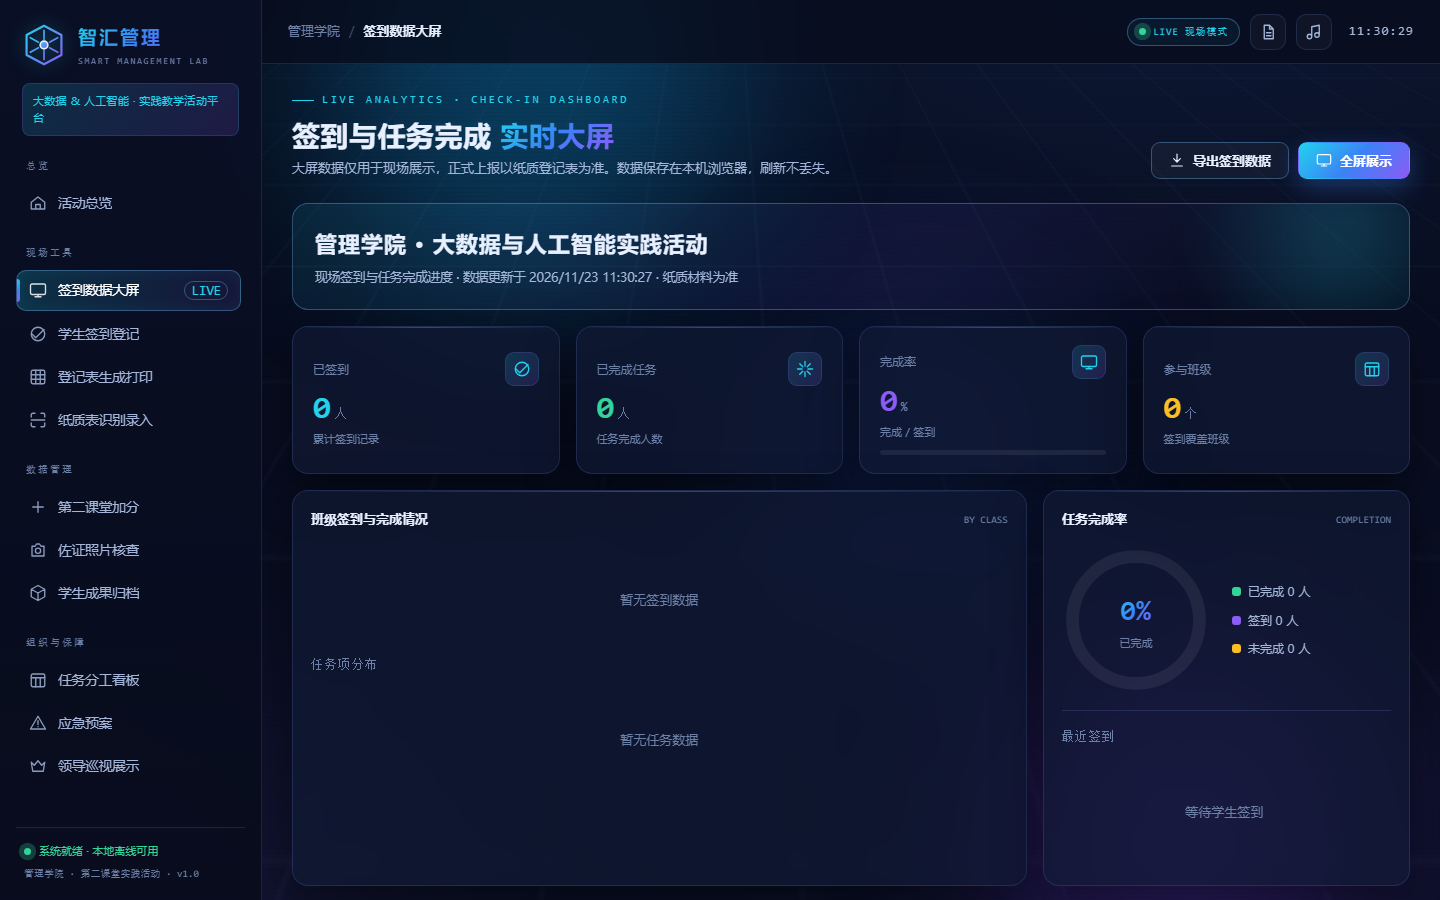 智汇管理
SMART MANAGEMENT LAB
大数据 & 人工智能 · 实践教学活动平
台
总览
活动总览
现场工具
签到数据大屏
LIVE
学生签到登记
登记表生成打印
纸质表识别录入
数据管理
第二课堂加分
佐证照片核查
学生成果归档
组织与保障
任务分工看板
应急预案
领导巡视展示
系统就绪 · 本地离线可用
管理学院 · 第二课堂实践活动 · v1.0
管理学院 / 签到数据大屏
LIVE 现场模式
11:30:29
LIVE ANALYTICS · CHECK-IN DASHBOARD
签到与任务完成 实时大屏
大屏数据仅用于现场展示，正式上报以纸质登记表为准。数据保存在本机浏览器，刷新不丢失。
导出签到数据
全屏展示
管理学院 · 大数据与人工智能实践活动
现场签到与任务完成进度 · 数据更新于 2026/11/23 11:30:27 · 纸质材料为准
已签到
0 人
累计签到记录
已完成任务
0 人
任务完成人数
完成率
0 %
完成 / 签到
参与班级
0 个
签到覆盖班级
班级签到与完成情况
BY CLASS
暂无签到数据
任务项分布
暂无任务数据
任务完成率
COMPLETION
0%
已完成
已完成 0 人
签到 0 人
未完成 0 人
最近签到
等待学生签到